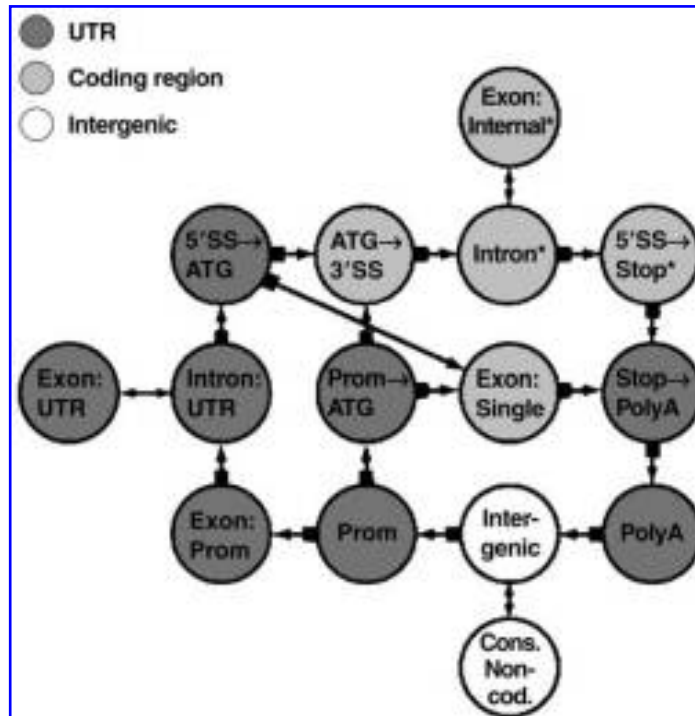 UTR
Coding region
Intergenic
Exon:
Internal*
5'SS→
ATG
ATG→
3'SS
Intron*
5'SS→
Stop*
Exon:
UTR
Intron:
UTR
Prom→
ATG
Exon:
Single
Stop→
PolyA
Exon:
Prom
Prom
Inter-
genic
PolyA
Cons.
Non-
cod.